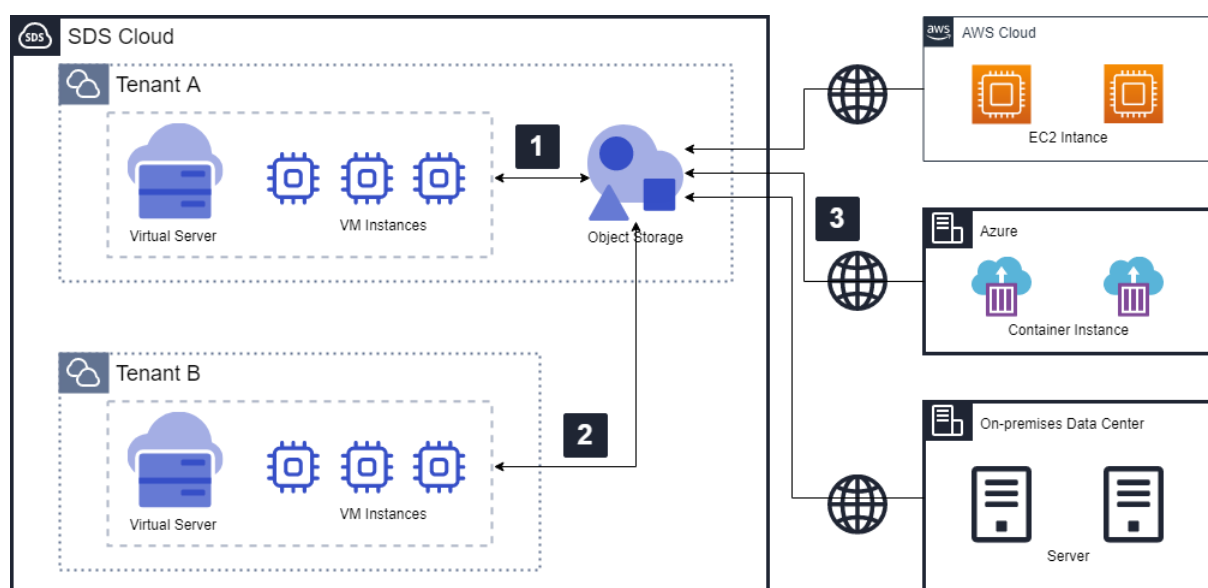 SDS
SDS Cloud
Tenant A
Virtual Server
VM Instances
1
Object Storage
Tenant B
Virtual Server
VM Instances
2
3
aws
AWS Cloud
EC2 Intance
Azure
Container Instance
On-premises Data Center
Server